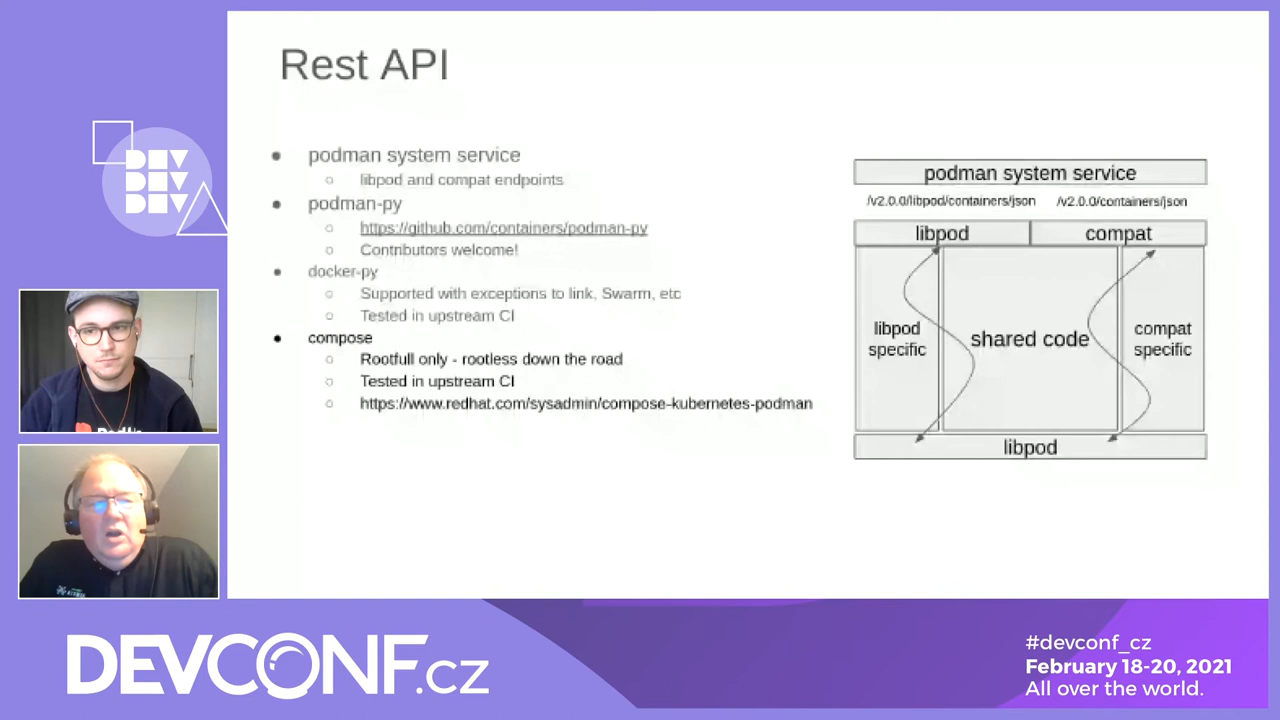 Rest API
podman system service
libpod and compat endpoints
podman-py
https://github.com/containers/podman-py
Contributors welcome!
docker-py
Supported with exceptions to link, Swarm, etc
Tested in upstream CI
compose
Rootfull only - rootless down the road
Tested in upstream CI
https://www.redhat.com/sysadmin/compose-kubernetes-podman
podman system service
/v2.0.0/libpod/containers/json
/v2.0.0/containers/json
libpod
compat
libpod
specific
shared code
compat
specific
libpod
DEV
DEV
DEV
DEVCONF.cz
#devconf_cz
February 18-20, 2021
All over the world.